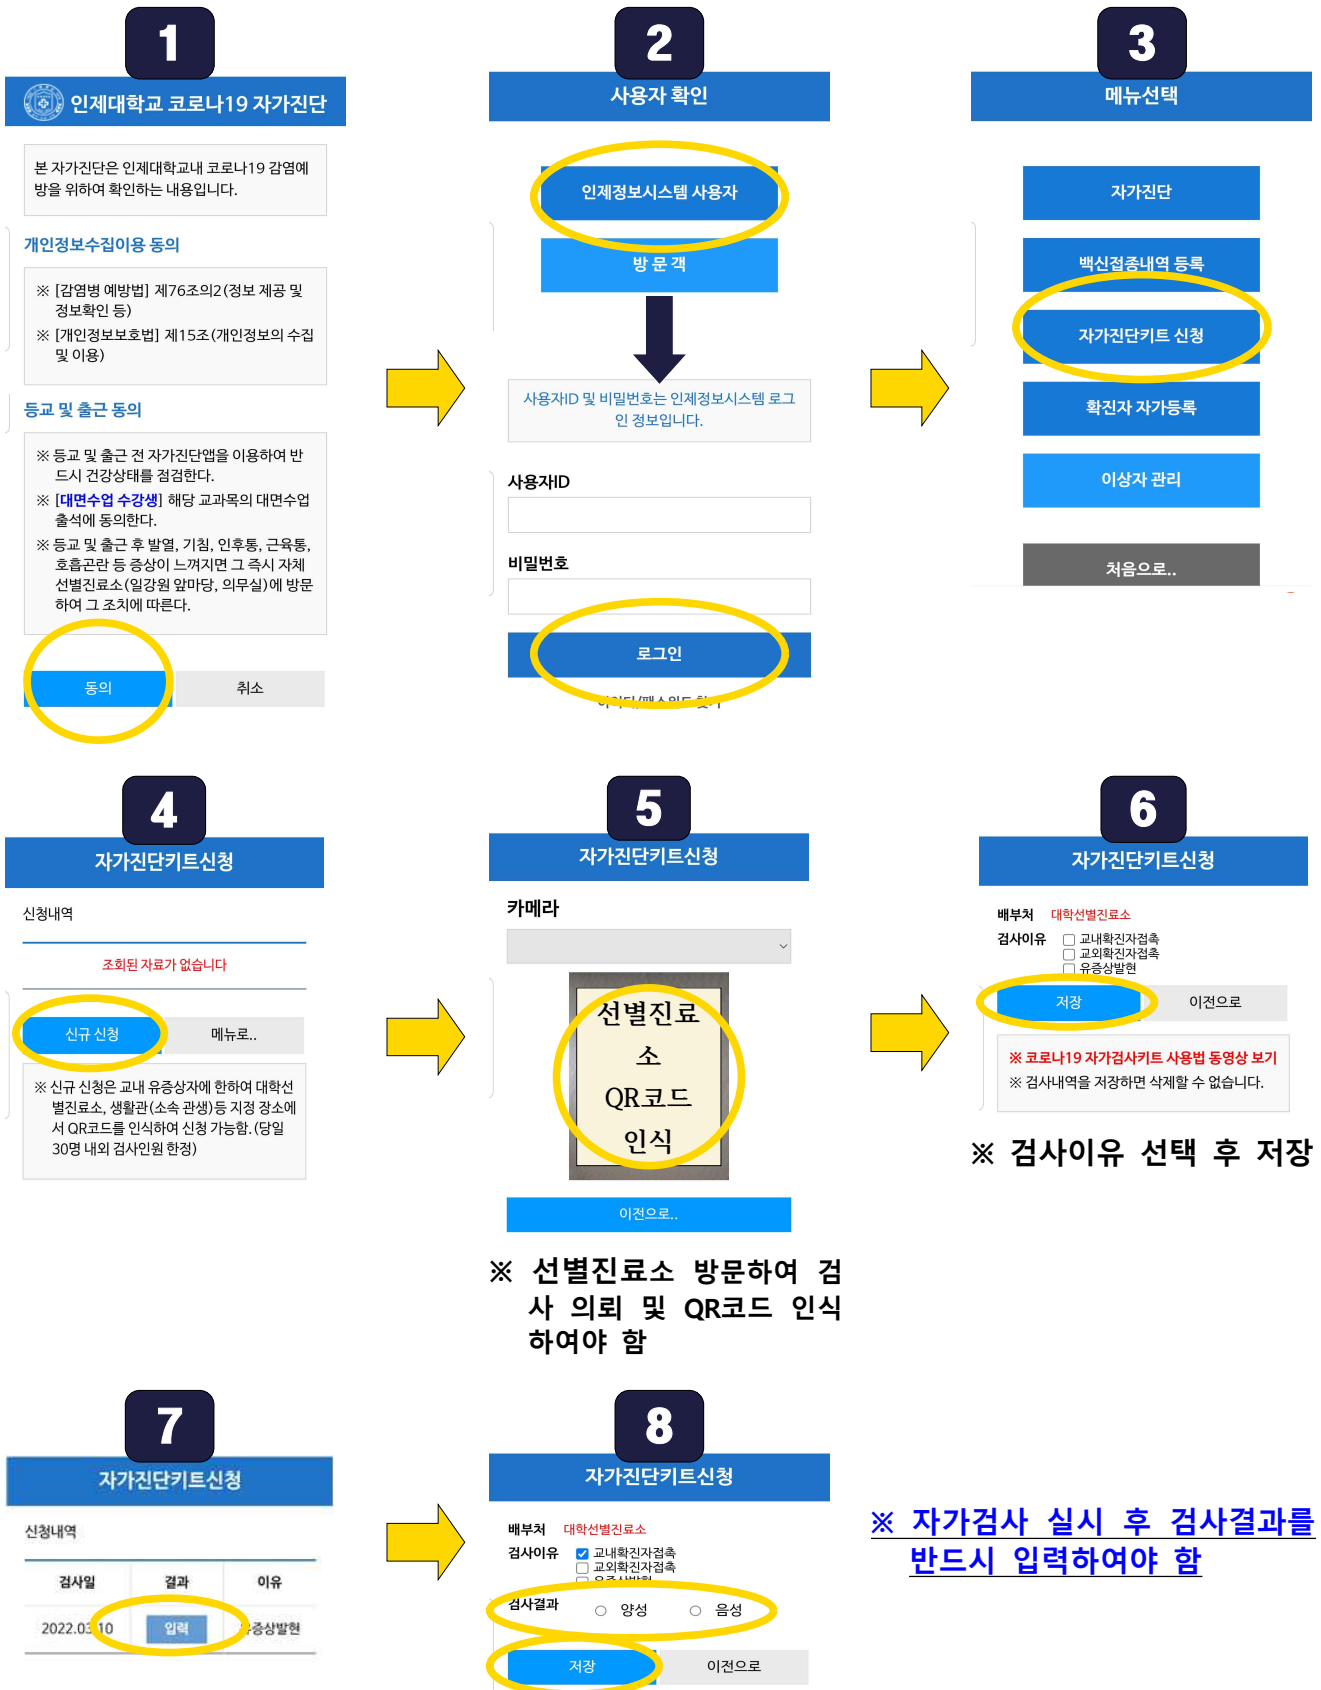 1
인제대학교 코로나19 자가진단
본 자가진단은 인제대학교내 코로나19 감염예
방을 위하여 확인하는 내용입니다.
개인정보수집이용 동의
※ [감염병 예방법] 제76조의2(정보 제공 및
정보확인 등)
※ [개인정보보호법] 제15조(개인정보의 수집
및 이용)
등교 및 출근 동의
※ 등교 및 출근 전 자가진단앱을 이용하여 반
드시 건강상태를 점검한다.
※ [대면수업 수강생] 해당 교과목의 대면수업
출석에 동의한다.
※ 등교 및 출근 후 발열, 기침, 인후통, 근육통,
호흡곤란 등 증상이 느껴지면 그 즉시 자체
선별진료소(일강원 앞마당, 의무실)에 방문
하여 그 조치에 따른다.
동의 취소
2
사용자 확인
인제정보시스템 사용자
방 문 객
사용자ID 및 비밀번호는 인제정보시스템 로그
인 정보입니다.
사용자ID
비밀번호
로그인
아이디/패스워드 찾기
3
메뉴선택
자가진단
백신접종내역 등록
자가진단키트 신청
확진자 자가등록
이상자 관리
처음으로..
4
자가진단키트신청
신청내역
조회된 자료가 없습니다
신규 신청 메뉴로..
※ 신규 신청은 교내 유증상자에 한하여 대학선
별진료소, 생활관(소속 관생)등 지정 장소에
서 QR코드를 인식하여 신청 가능함.(당일
30명 내외 검사인원 한정)
5
자가진단키트신청
카메라
선별진료
소
QR코드
인식
이전으로..
※ 선별진료소 방문하여 검
사 의뢰 및 QR코드 인식
하여야 함
6
자가진단키트신청
배부처 대학선별진료소
검사이유 교내확진자접촉
교외확진자접촉
유증상발현
저장 이전으로
※ 코로나19 자가검사키트 사용법 동영상 보기
※ 검사내역을 저장하면 삭제할 수 없습니다.
※ 검사이유 선택 후 저장
7
자가진단키트신청
신청내역
검사일 결과 이유
2022.03.10 입력 유증상발현
8
자가진단키트신청
배부처 대학선별진료소
검사이유 교내확진자접촉
교외확진자접촉
유증상발현
검사결과 양성 음성
저장 이전으로
※ 자가검사 실시 후 검사결과를
반드시 입력하여야 함